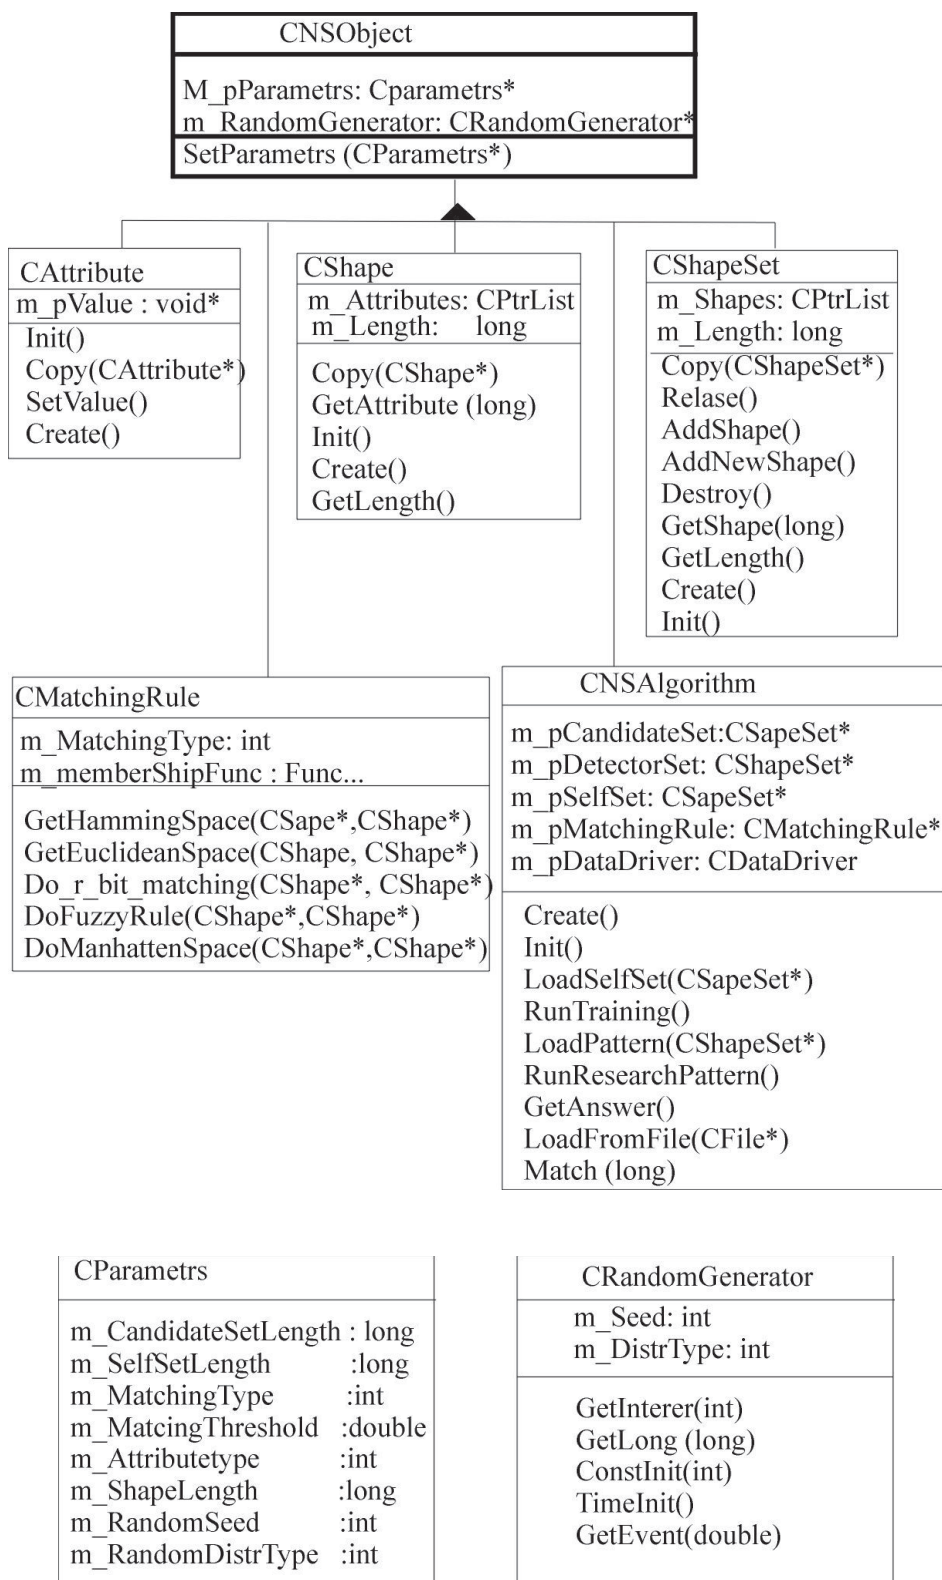 CNSObject
M_pParametrs: Cparametrs*
m_RandomGenerator: CRandomGenerator*
SetParametrs (CParametrs*)
CAttribute
m_pValue : void*
Init()
Copy(CAttribute*)
SetValue()
Create()
CShape
m_Attributes: CPtrList
m_Length: long
Copy(CShape*)
GetAttribute (long)
Init()
Create()
GetLength()
CShapeSet
m_Shapes: CPtrList
m_Length: long
Copy(CShapeSet*)
Relase()
AddShape()
AddNewShape()
Destroy()
GetShape(long)
GetLength()
Create()
Init()
CMatchingRule
m_MatchingType: int
m_memberShipFunc : Func...
GetHammingSpace(CSape*,CShape*)
GetEuclideanSpace(CShape, CShape*)
Do_r_bit_matching(CShape*, CShape*)
DoFuzzyRule(CShape*,CShape*)
DoManhattenSpace(CShape*,CShape*)
CNSAlgorithm
m_pCandidateSet:CSapeSet*
m_pDetectorSet: CShapeSet*
m_pSelfSet: CSapeSet*
m_pMatchingRule: CMatchingRule*
m_pDataDriver: CDataDriver
Create()
Init()
LoadSelfSet(CSapeSet*)
RunTraining()
LoadPattern(CShapeSet*)
RunResearchPattern()
GetAnswer()
LoadFromFile(CFile*)
Match (long)
CParametrs
m_CandidateSetLength : long
m_SelfSetLength :long
m_MatchingType :int
m_MatcingThreshold :double
m_Attributetype :int
m_ShapeLength :long
m_RandomSeed :int
m_RandomDistrType :int
CRandomGenerator
m_Seed: int
m_DistrType: int
GetInterer(int)
GetLong (long)
ConstInit(int)
TimeInit()
GetEvent(double)